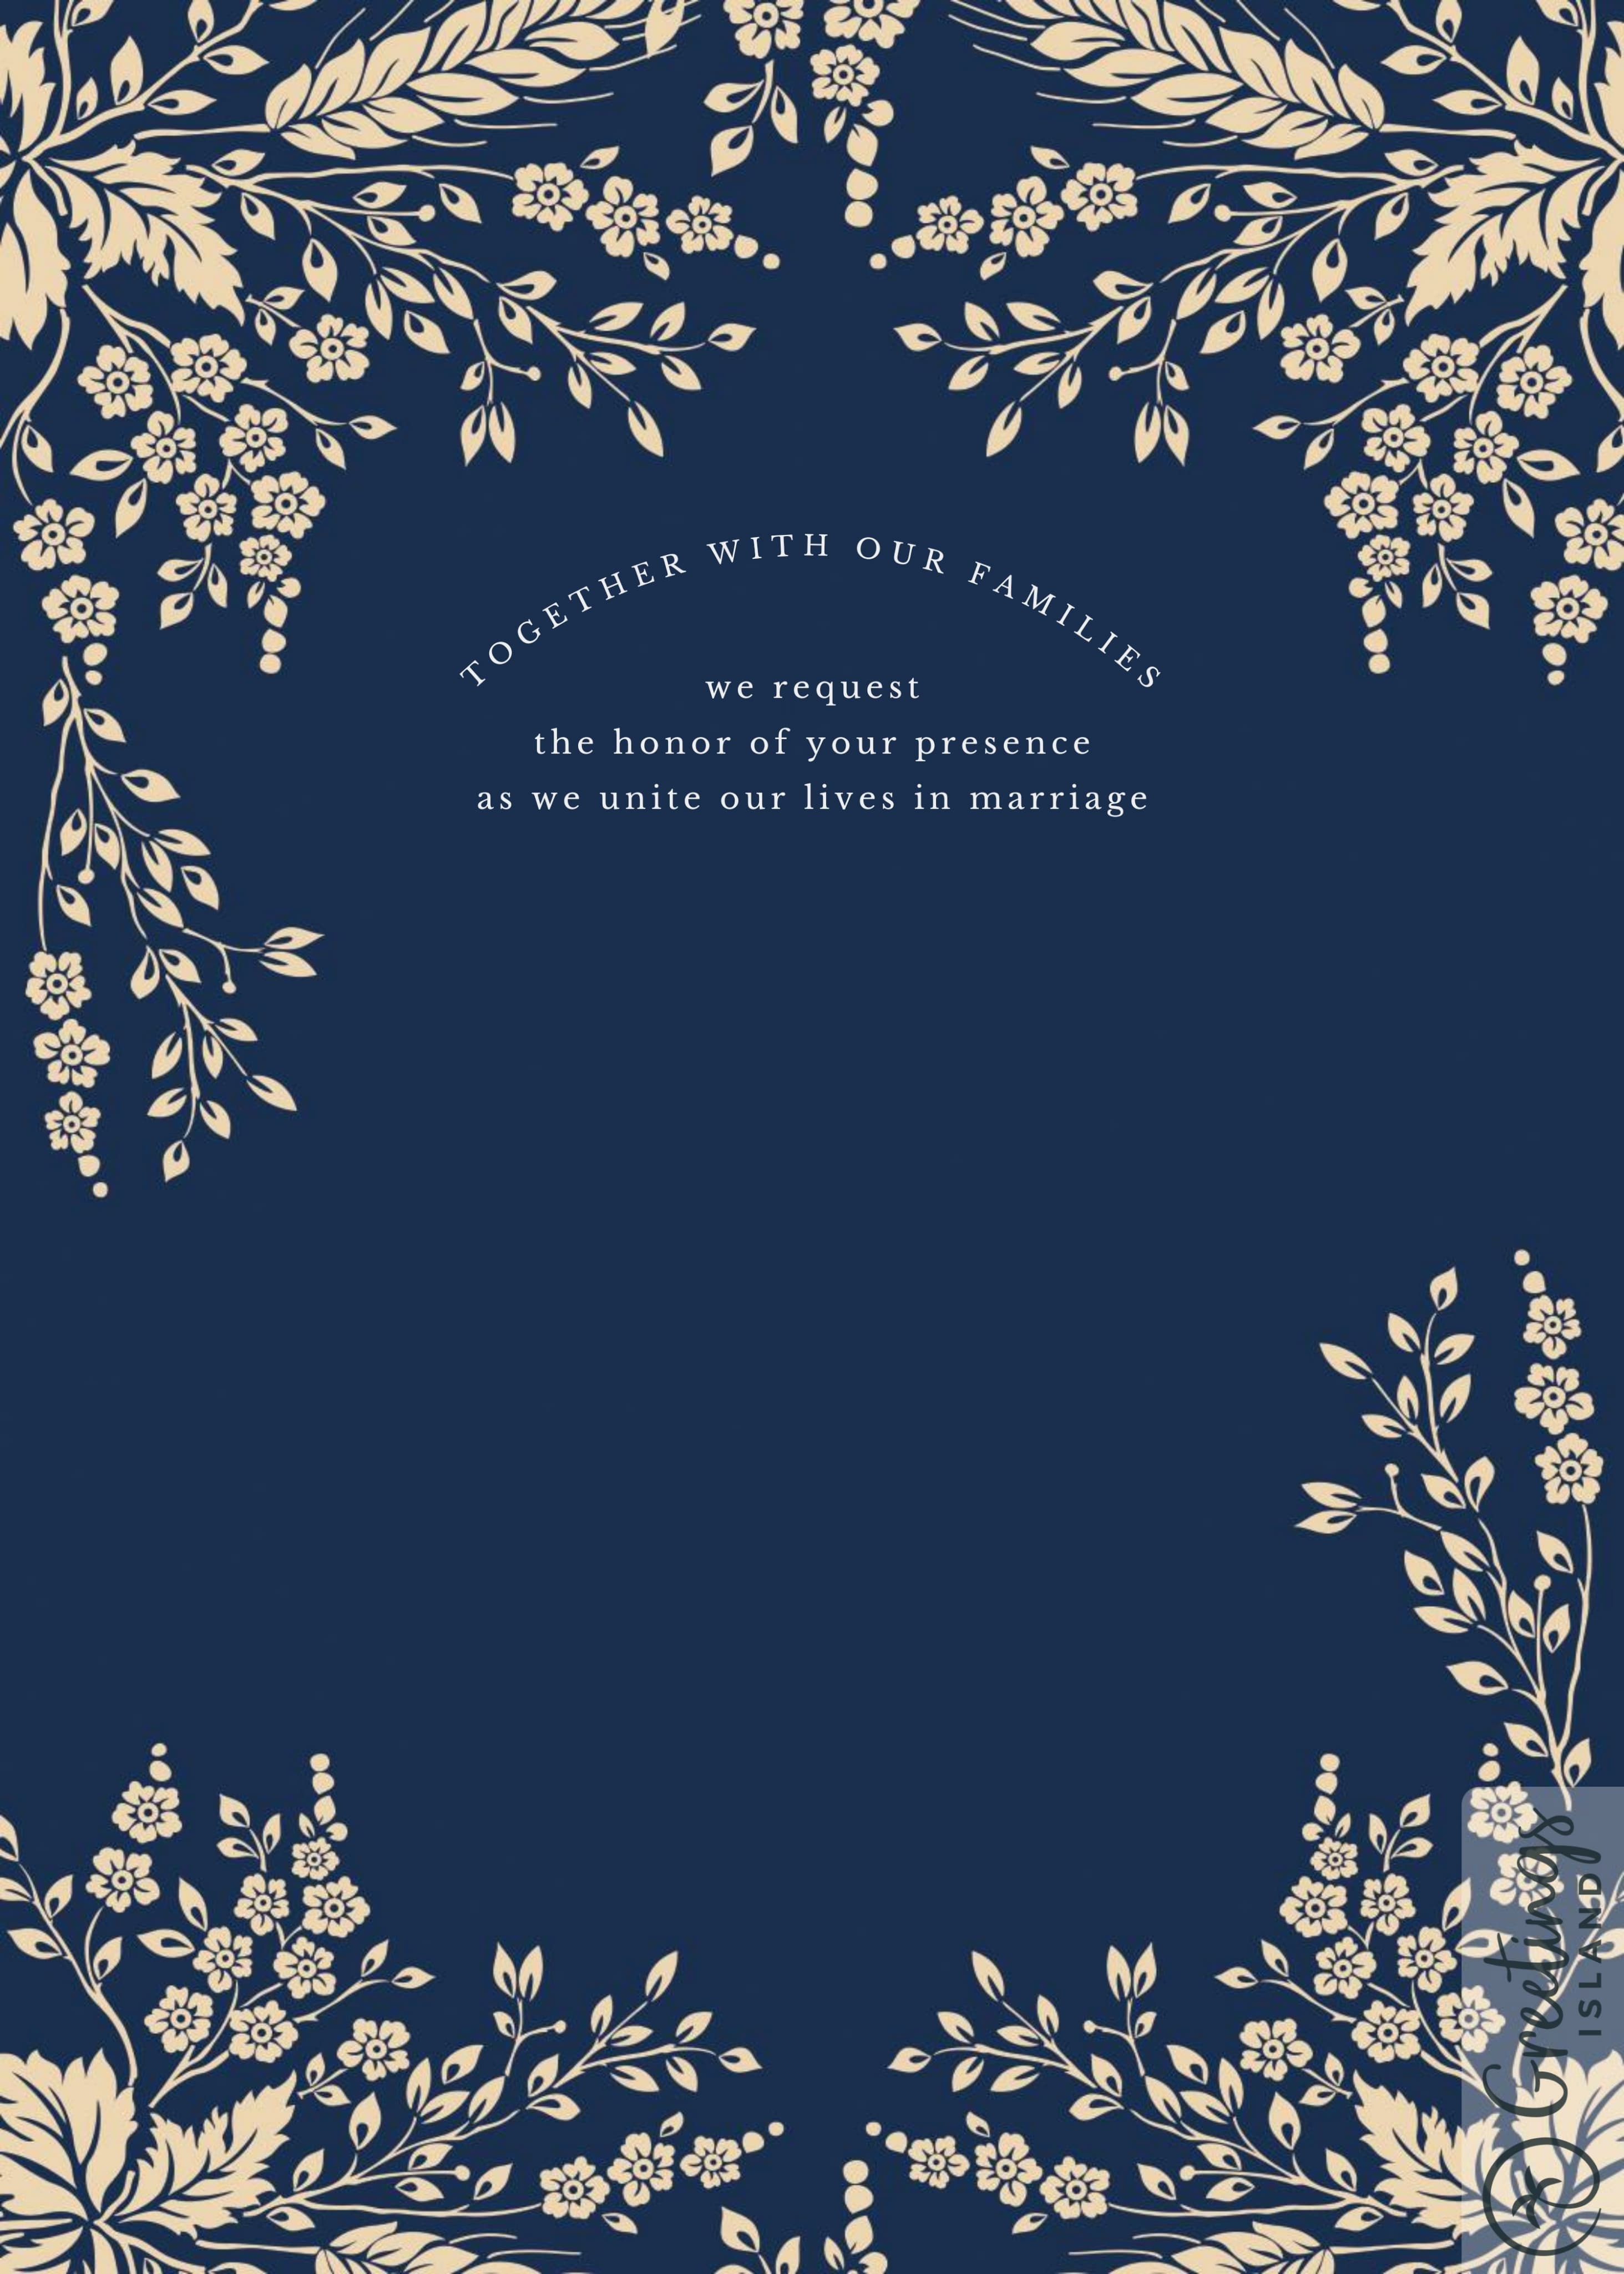 TOGETHER WITH OUR FAMILIES
we request
the honor of your presence
as we unite our lives in marriage
Greetings
ISLAND